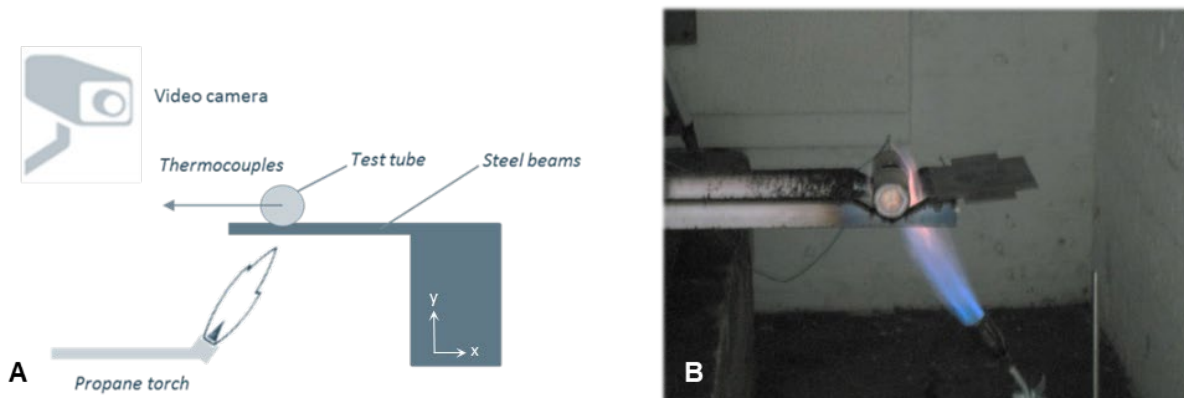 Video camera
Thermocouples
Test tube
Steel beams
y
x
A
Propane torch
B